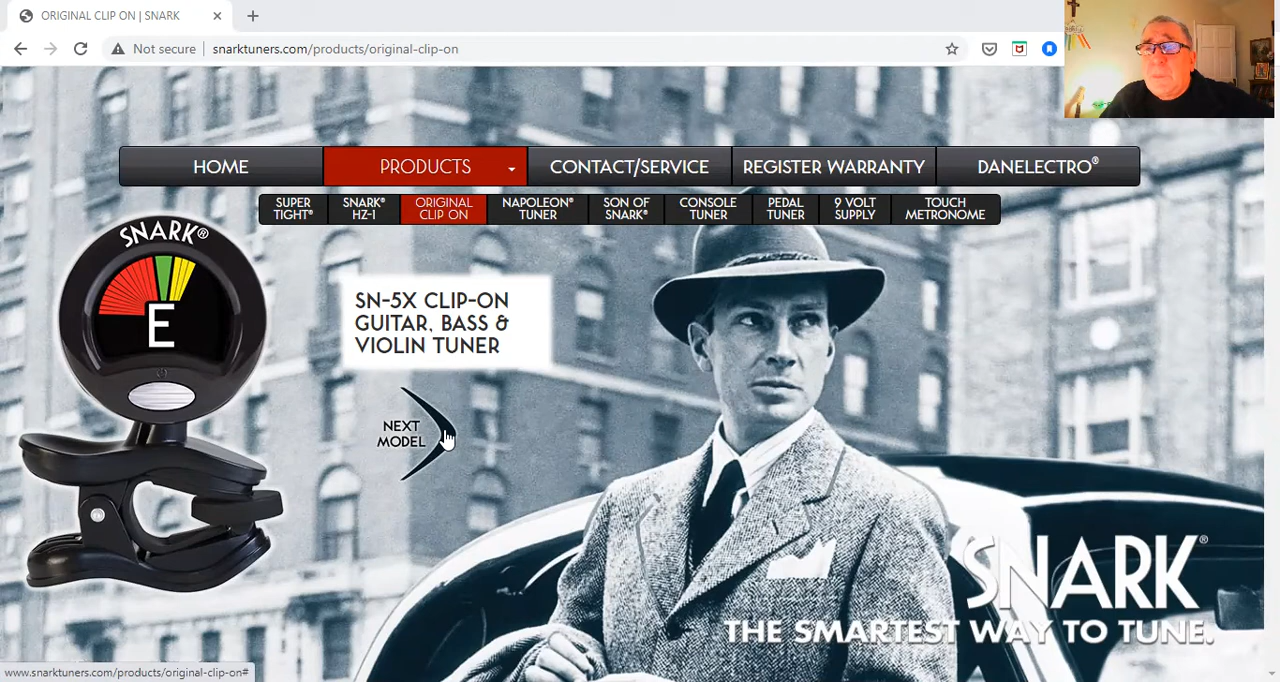 ORIGINAL CLIP ON | SNARK
Not secure
snarktuners.com/products/original-clip-on
HOME
PRODUCTS
CONTACT/SERVICE
REGISTER WARRANTY
DANELECTRO®
SUPER
TIGHT®
SNARK®
HZ-1
ORIGINAL
CLIP ON
NAPOLEON®
TUNER
SON OF
SNARK®
CONSOLE
TUNER
PEDAL
TUNER
9 VOLT
SUPPLY
TOUCH
METRONOME
SNARK®
E
SN-5X CLIP-ON
GUITAR, BASS &
VIOLIN TUNER
NEXT
MODEL
SNARK®
THE SMARTEST WAY TO TUNE.
www.snarktuners.com/products/original-clip-on#